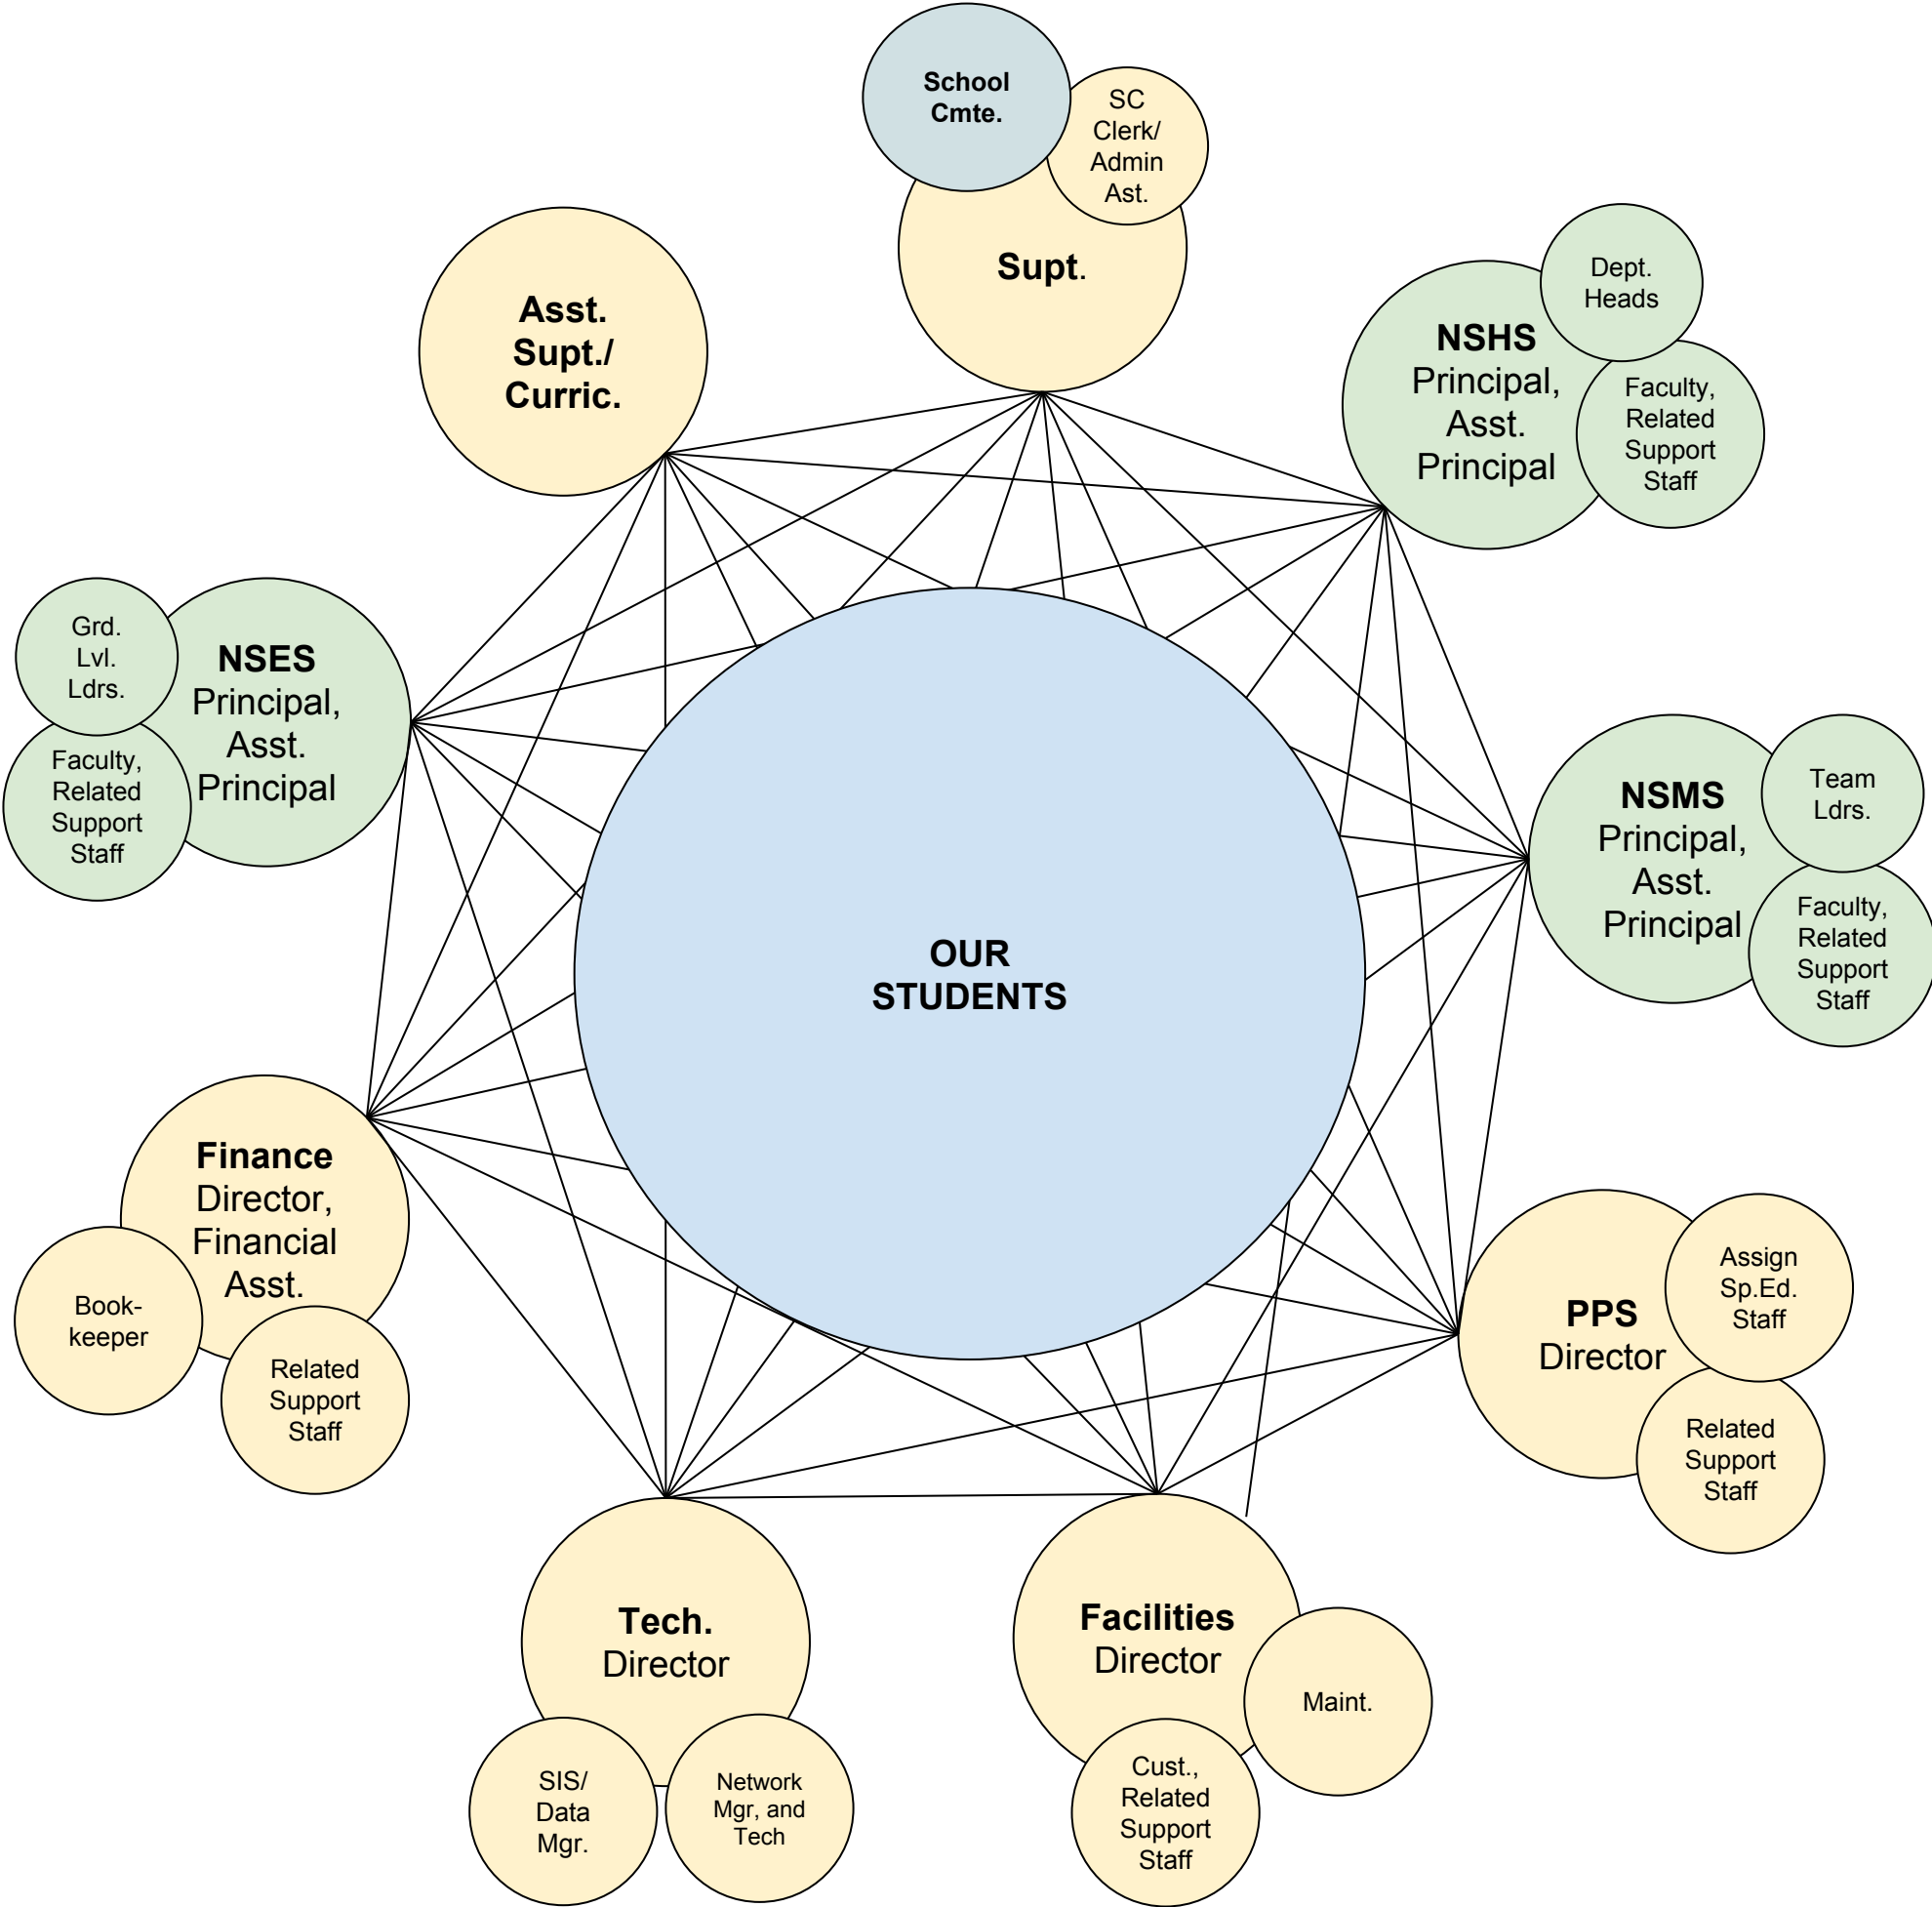 School
Cmte.
SC
Clerk/
Admin
Ast.
Supt.
Asst.
Supt./
Curric.
NSHS
Principal,
Asst.
Principal
Dept.
Heads
Faculty,
Related
Support
Staff
Grd.
Lvl.
Ldrs.
NSES
Principal,
Asst.
Principal
Faculty,
Related
Support
Staff
NSMS
Principal,
Asst.
Principal
Team
Ldrs.
Faculty,
Related
Support
Staff
OUR
STUDENTS
Finance
Director,
Financial
Asst.
Book-
keeper
Related
Support
Staff
PPS
Director
Assign
Sp.Ed.
Staff
Related
Support
Staff
Tech.
Director
SIS/
Data
Mgr.
Network
Mgr, and
Tech
Facilities
Director
Maint.
Cust.,
Related
Support
Staff